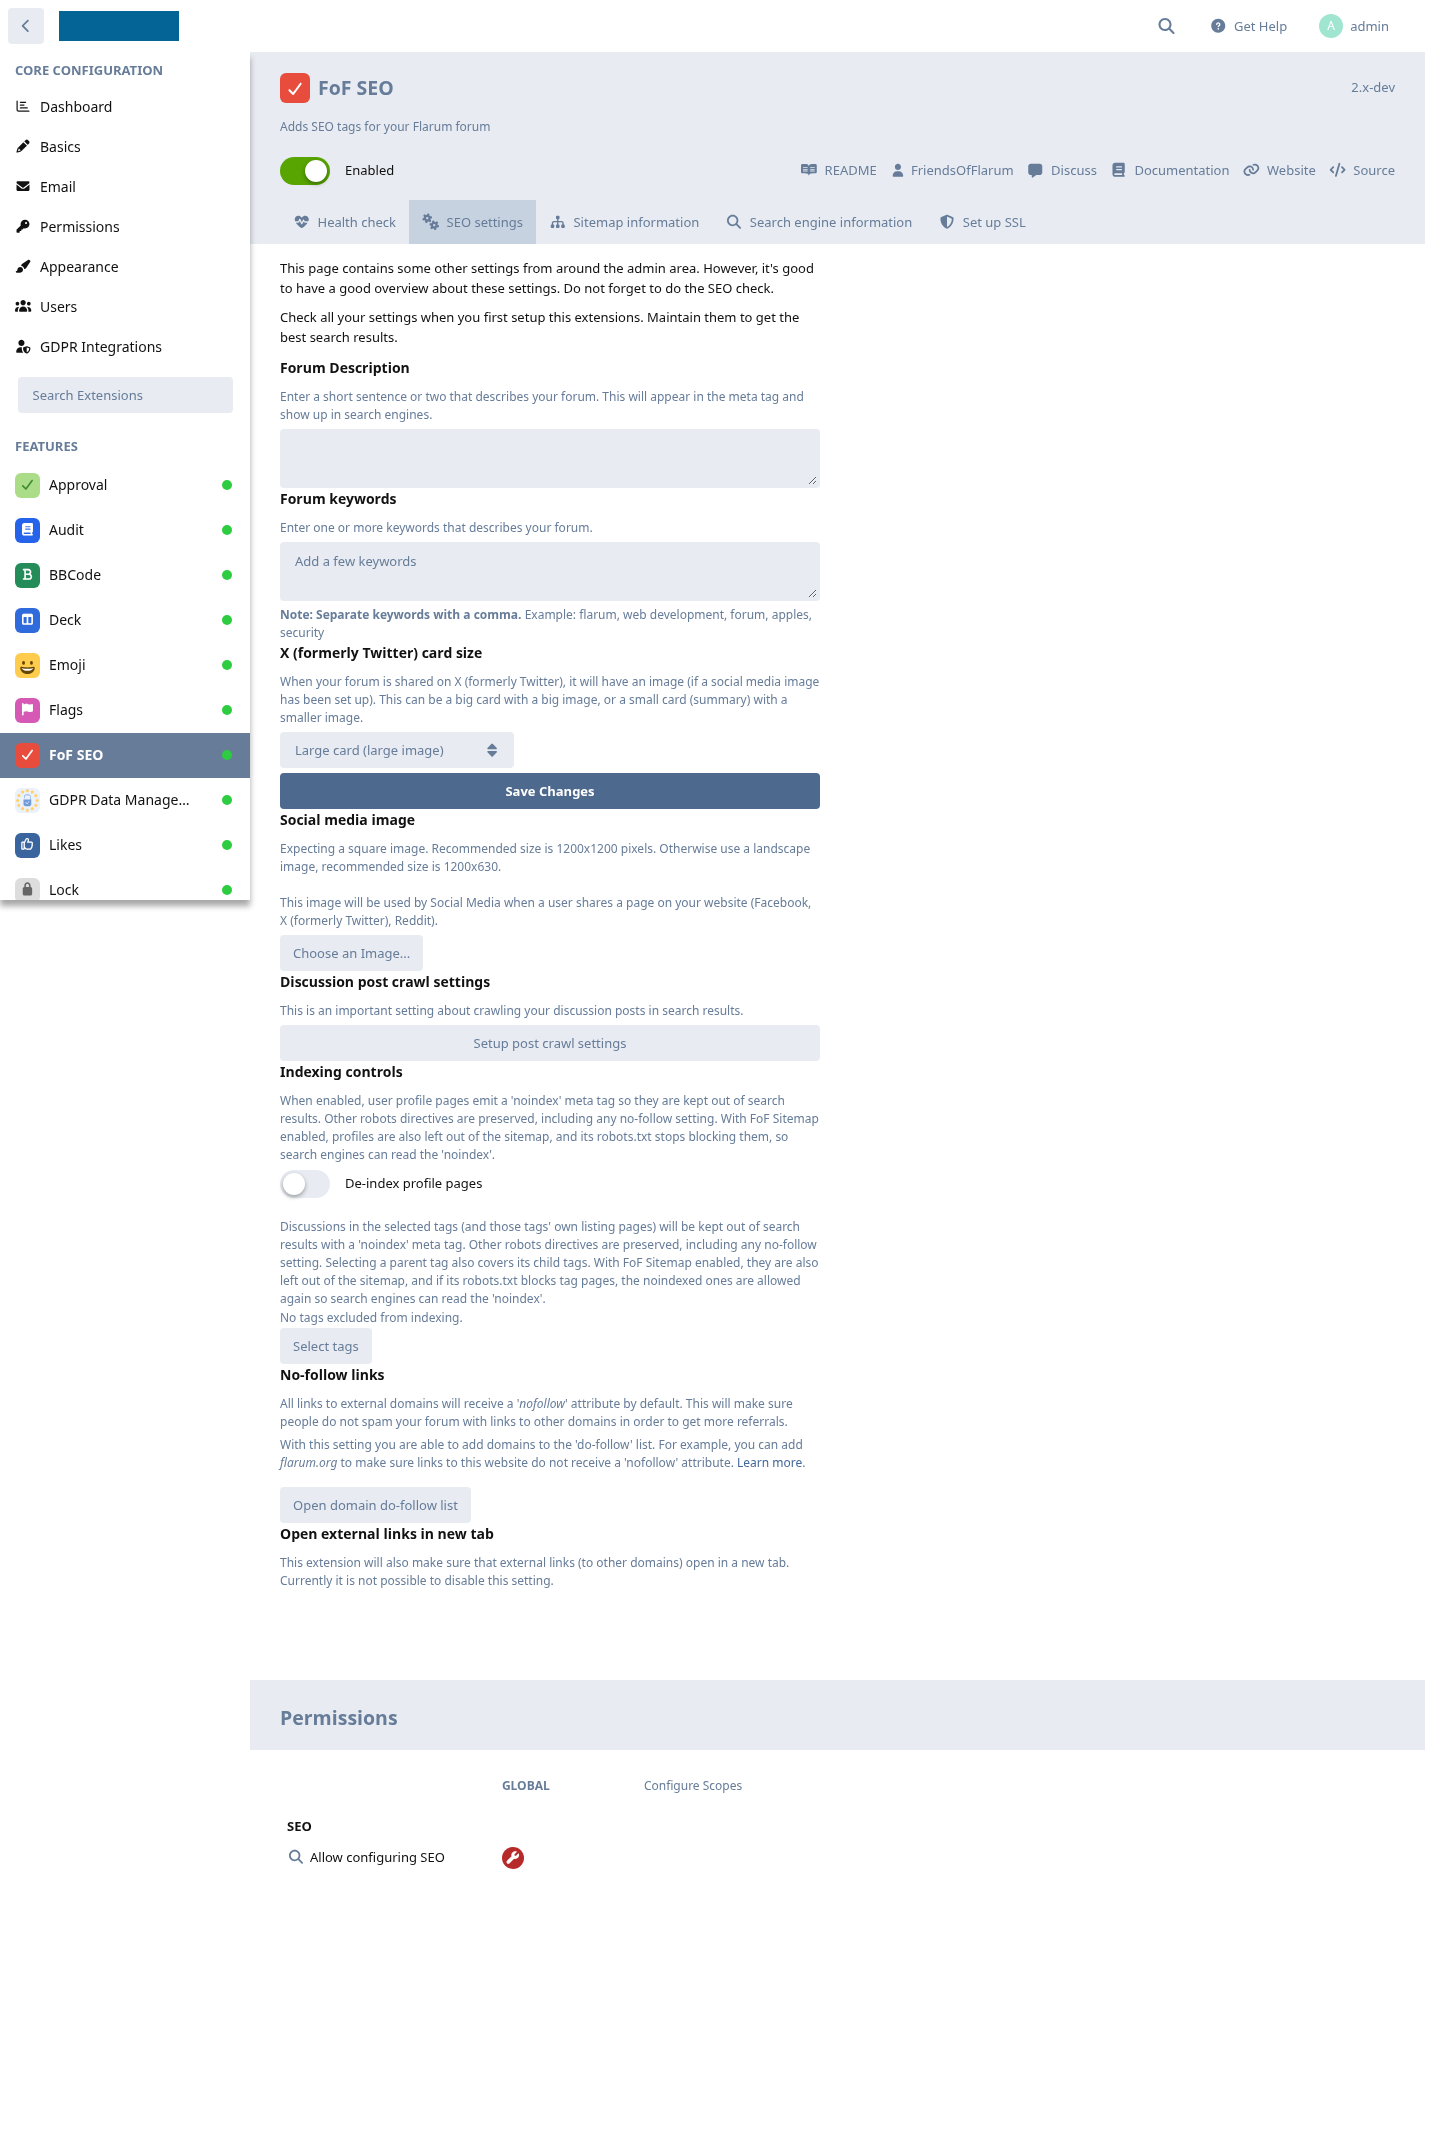 Get Help
A
admin
CORE CONFIGURATION
Dashboard
Basics
Email
Permissions
Appearance
Users
GDPR Integrations
Search Extensions
FEATURES
Approval
Audit
BBCode
Deck
Emoji
Flags
FoF SEO
GDPR Data Manage...
Likes
Lock
FoF SEO
2.x-dev
Adds SEO tags for your Flarum forum
Enabled
README
FriendsOfFlarum
Discuss
Documentation
Website
Source
Health check
SEO settings
Sitemap information
Search engine information
Set up SSL
This page contains some other settings from around the admin area. However, it's good
to have a good overview about these settings. Do not forget to do the SEO check.
Check all your settings when you first setup this extensions. Maintain them to get the
best search results.
Forum Description
Enter a short sentence or two that describes your forum. This will appear in the meta tag and
show up in search engines.
Forum keywords
Enter one or more keywords that describes your forum.
Add a few keywords
Note: Separate keywords with a comma. Example: flarum, web development, forum, apples,
security
X (formerly Twitter) card size
When your forum is shared on X (formerly Twitter), it will have an image (if a social media image
has been set up). This can be a big card with a big image, or a small card (summary) with a
smaller image.
Large card (large image)
Save Changes
Social media image
Expecting a square image. Recommended size is 1200x1200 pixels. Otherwise use a landscape
image, recommended size is 1200x630.
This image will be used by Social Media when a user shares a page on your website (Facebook,
X (formerly Twitter), Reddit).
Choose an Image...
Discussion post crawl settings
This is an important setting about crawling your discussion posts in search results.
Setup post crawl settings
Indexing controls
When enabled, user profile pages emit a 'noindex' meta tag so they are kept out of search
results. Other robots directives are preserved, including any no-follow setting. With FoF Sitemap
enabled, profiles are also left out of the sitemap, and its robots.txt stops blocking them, so
search engines can read the 'noindex'.
De-index profile pages
Discussions in the selected tags (and those tags' own listing pages) will be kept out of search
results with a 'noindex' meta tag. Other robots directives are preserved, including any no-follow
setting. Selecting a parent tag also covers its child tags. With FoF Sitemap enabled, they are also
left out of the sitemap, and if its robots.txt blocks tag pages, the noindexed ones are allowed
again so search engines can read the 'noindex'.
No tags excluded from indexing.
Select tags
No-follow links
All links to external domains will receive a 'nofollow' attribute by default. This will make sure
people do not spam your forum with links to other domains in order to get more referrals.
With this setting you are able to add domains to the 'do-follow' list. For example, you can add
flarum.org to make sure links to this website do not receive a 'nofollow' attribute. Learn more.
Open domain do-follow list
Open external links in new tab
This extension will also make sure that external links (to other domains) open in a new tab.
Currently it is not possible to disable this setting.
Permissions
GLOBAL
Configure Scopes
SEO
Allow configuring SEO